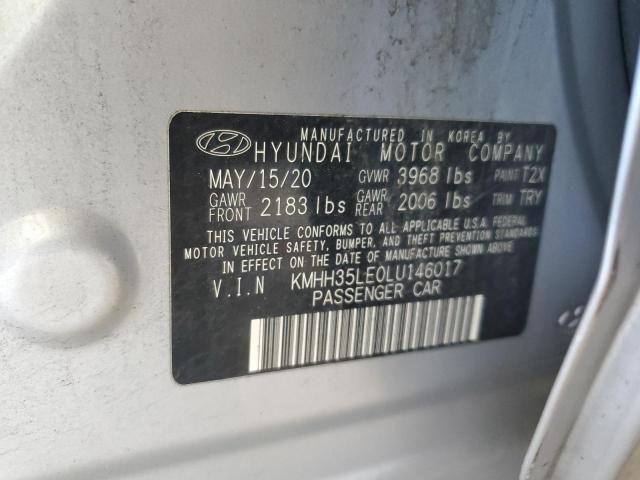 MANUFACTURED IN KOREA BY
HYUNDAI MOTOR COMPANY
MAY/15/20 GVWR 3968 lbs PAINT T2X
GAWR FRONT 2183 lbs GAWR REAR 2006 lbs TRIM TRY
THIS VEHICLE CONFORMS TO ALL APPLICABLE U.S.A. FEDERAL
MOTOR VEHICLE SAFETY, BUMPER, AND THEFT PREVENTION STANDARDS
IN EFFECT ON THE DATE OF MANUFACTURE SHOWN ABOVE.
V.I.N KMHH35LE0LU146017
PASSENGER CAR